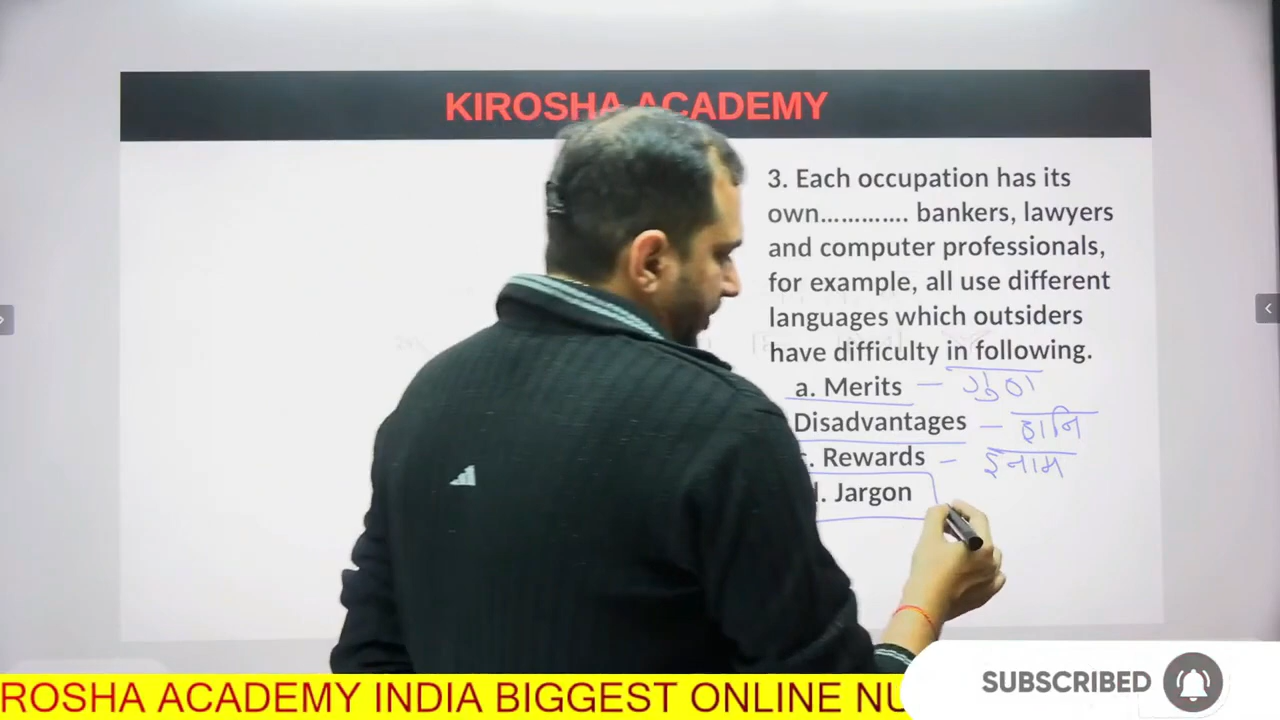 KIROSHA ACADEMY
3. Each occupation has its
own…………. bankers, lawyers
and computer professionals,
for example, all use different
languages which outsiders
have difficulty in following.
a. Merits – गुण
Disadvantages – हानि
. Rewards – इनाम
. Jargon
SUBSCRIBED
ROSHA ACADEMY INDIA BIGGEST ONLINE NU